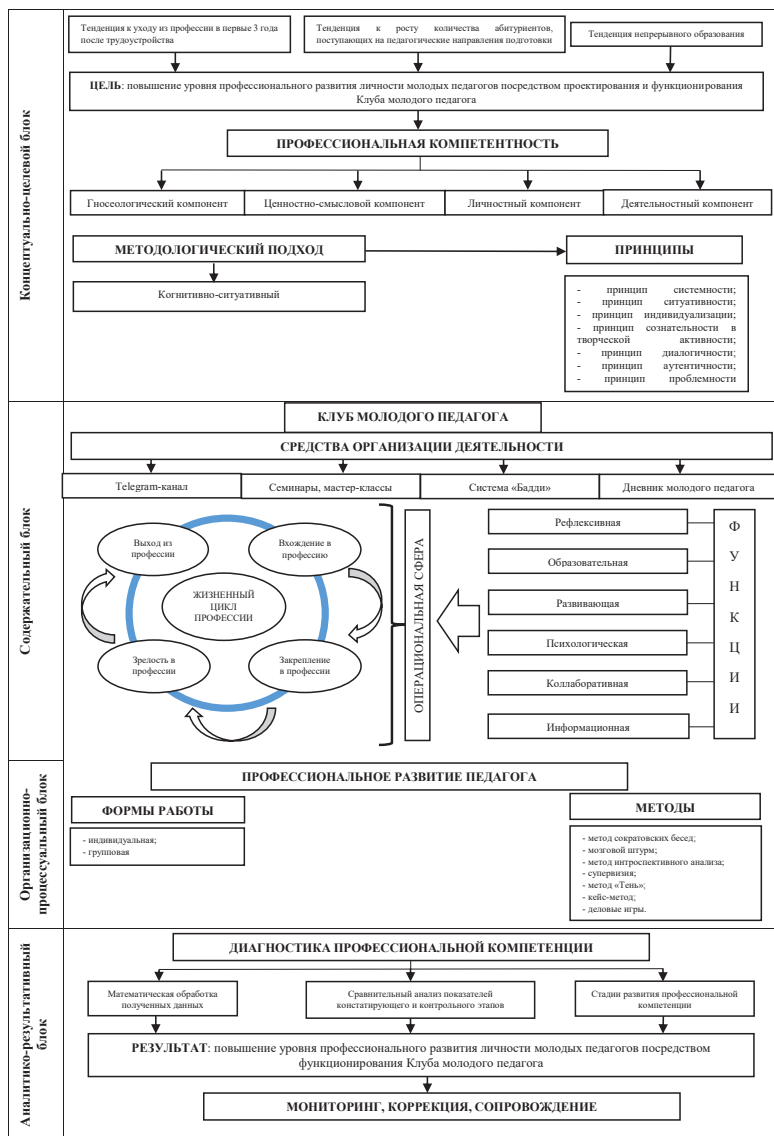 Концептуально-целевой блок
Тенденция к уходу из профессии в первые 3 года
после трудоустройства
Тенденция к росту количества абитуриентов,
поступающих на педагогические направления подготовки
Тенденция непрерывного образования
ЦЕЛЬ: повышение уровня профессионального развития личности молодых педагогов посредством проектирования и функционирования
Клуба молодого педагога
ПРОФЕССИОНАЛЬНАЯ КОМПЕТЕНТНОСТЬ
Гносеологический компонент
Ценностно-смысловой компонент
Личностный компонент
Деятельностный компонент
МЕТОДОЛОГИЧЕСКИЙ ПОДХОД
ПРИНЦИПЫ
Когнитивно-ситуативный
- принцип системности;
- принцип ситуативности;
- принцип индивидуализации;
- принцип сознательности в
творческой активности;
- принцип диалогичности;
- принцип аутентичности;
- принцип проблемности
Содержательный блок
КЛУБ МОЛОДОГО ПЕДАГОГА
СРЕДСТВА ОРГАНИЗАЦИИ ДЕЯТЕЛЬНОСТИ
Telegram-канал
Семинары, мастер-классы
Система «Бадди»
Дневник молодого педагога
Выход из
профессии
Вхождение в
профессию
ЖИЗНЕННЫЙ
ЦИКЛ
ПРОФЕССИИ
Зрелость в
профессии
Закрепление
в профессии
ОПЕРАЦИОНАЛЬНАЯ СФЕРА
Рефлексивная
Образовательная
Развивающая
Психологическая
Коллаборативная
Информационная
Ф
У
Н
К
Ц
И
И
Организационно-
процессуальный блок
ПРОФЕССИОНАЛЬНОЕ РАЗВИТИЕ ПЕДАГОГА
ФОРМЫ РАБОТЫ
- индивидуальная;
- групповая
МЕТОДЫ
- метод сократовских бесед;
- мозговой штурм;
- метод интроспективного анализа;
- супервизия;
- метод «Тень»;
- кейс-метод;
- деловые игры.
Аналитико-результативный
блок
ДИАГНОСТИКА ПРОФЕССИОНАЛЬНОЙ КОМПЕТЕНЦИИ
Математическая обработка
полученных данных
Сравнительный анализ показателей
констатирующего и контрольного этапов
Стадии развития профессиональной
компетенции
РЕЗУЛЬТАТ: повышение уровня профессионального развития личности молодых педагогов посредством
функционирования Клуба молодого педагога
МОНИТОРИНГ, КОРРЕКЦИЯ, СОПРОВОЖДЕНИЕ